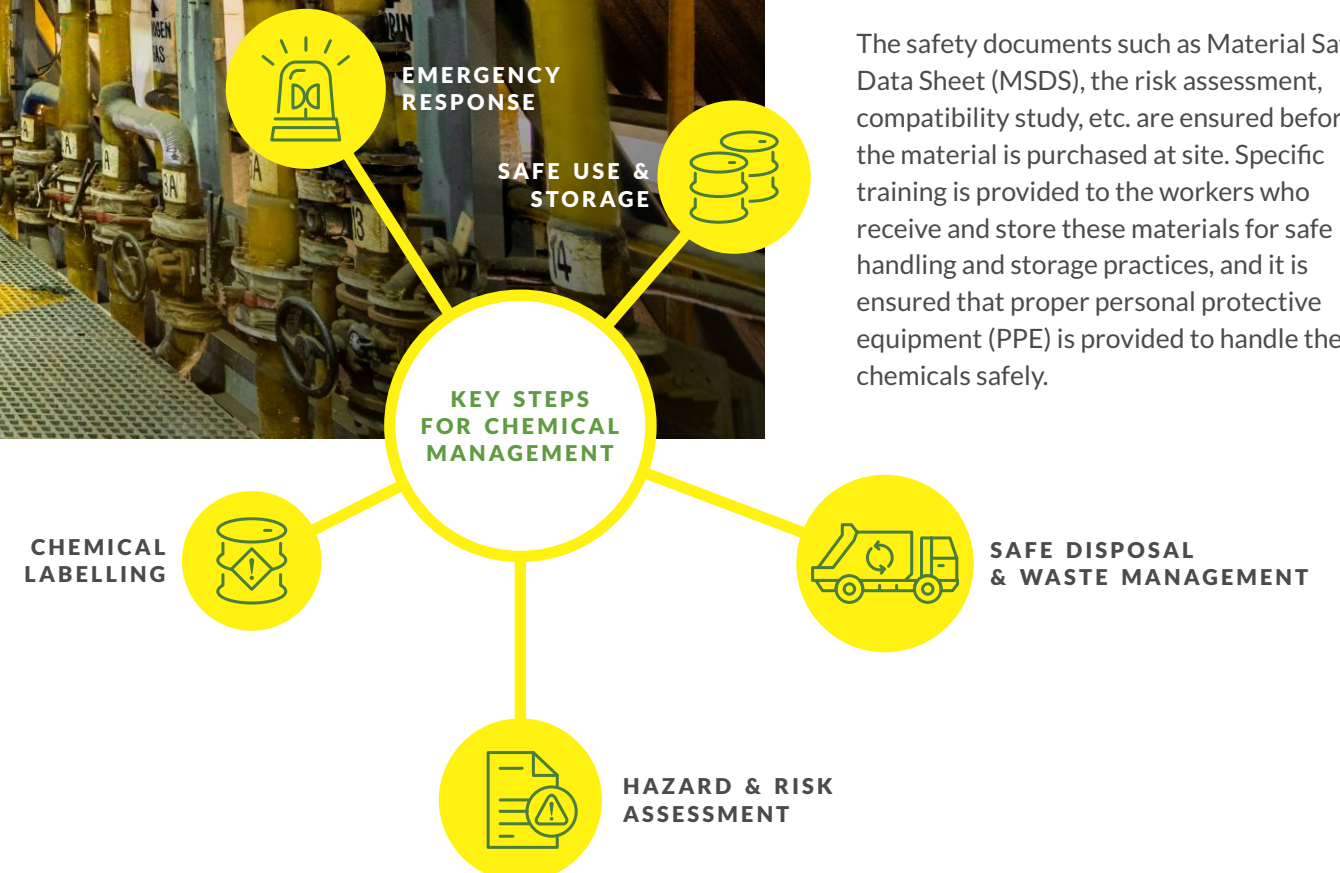 EMERGENCY
RESPONSE
SAFE USE &
STORAGE
KEY STEPS
FOR CHEMICAL
MANAGEMENT
CHEMICAL
LABELLING
SAFE DISPOSAL
& WASTE MANAGEMENT
HAZARD & RISK
ASSESSMENT
The safety documents such as Material Sa
Data Sheet (MSDS), the risk assessment,
compatibility study, etc. are ensured befor
the material is purchased at site. Specific
training is provided to the workers who
receive and store these materials for safe
handling and storage practices, and it is
ensured that proper personal protective
equipment (PPE) is provided to handle the
chemicals safely.
GAS
3A
A
13
14